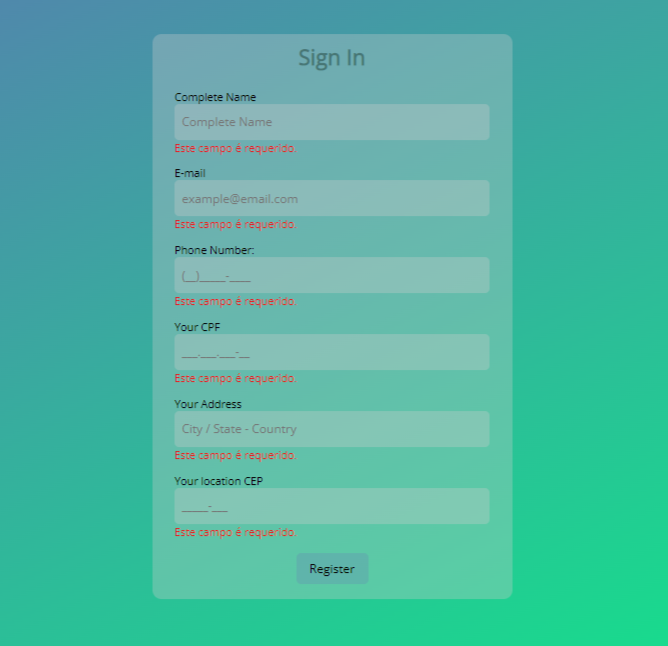 Sign In
Complete Name
Complete Name
Este campo é requerido.
E-mail
example@email.com
Este campo é requerido.
Phone Number:
(__)_____-____
Este campo é requerido.
Your CPF
___.___.___-__
Este campo é requerido.
Your Address
City / State - Country
Este campo é requerido.
Your location CEP
_____-___
Este campo é requerido.
Register